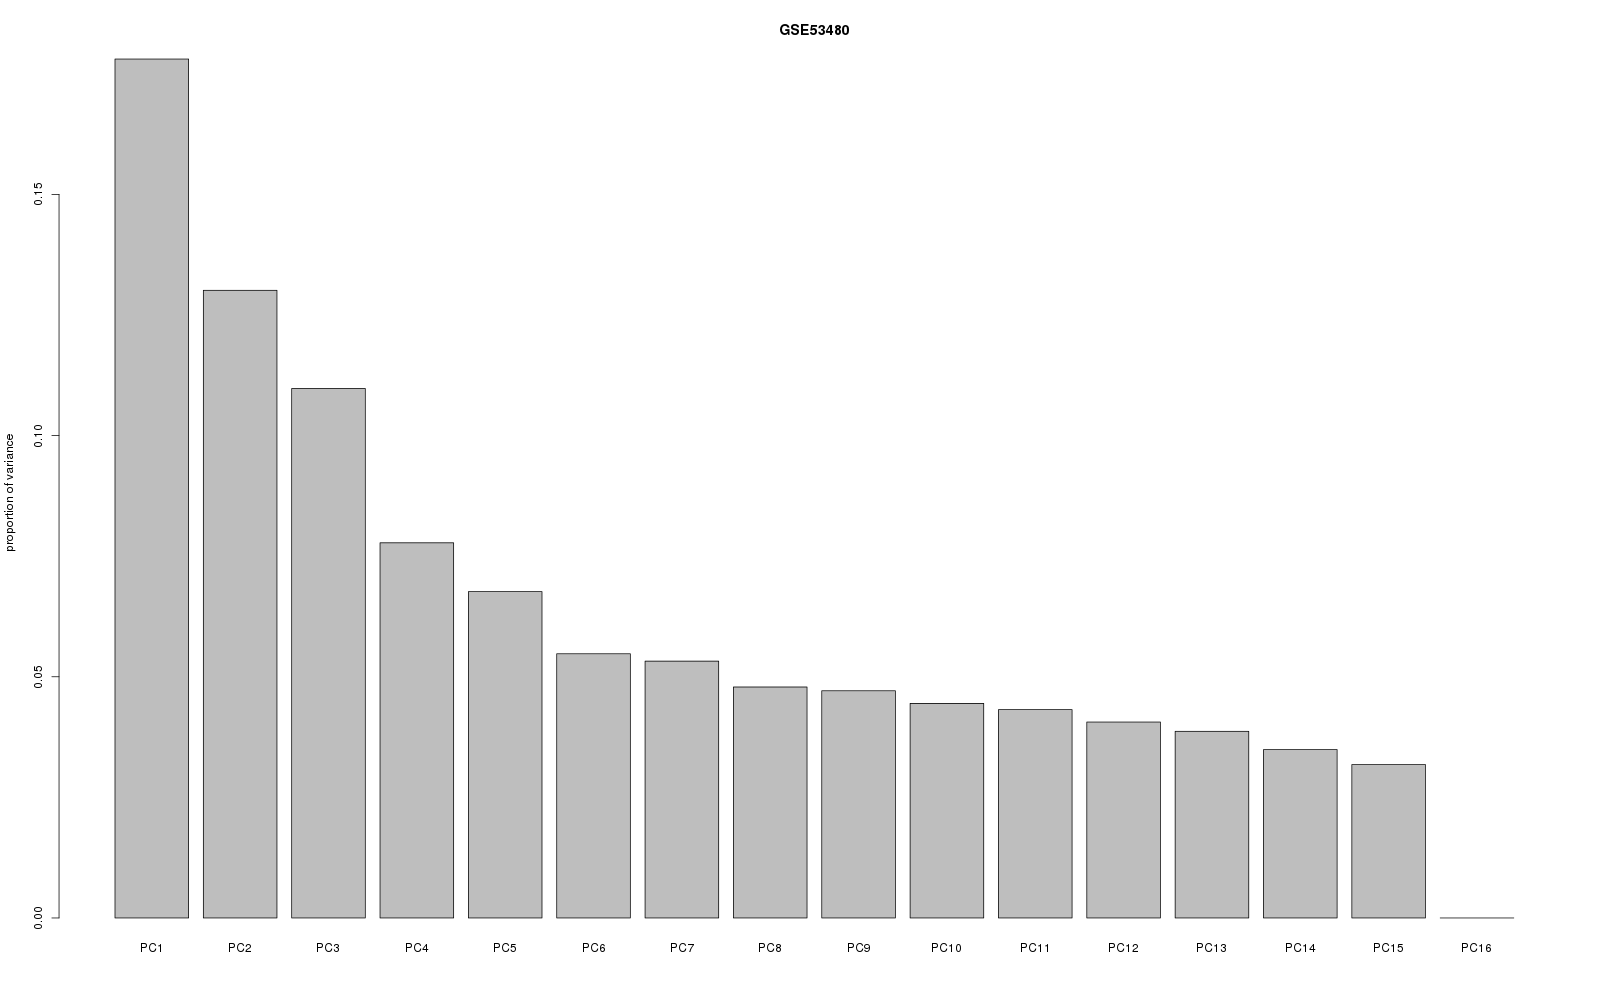 GSE53480
proportion of variance
0.15
0.10
0.05
0.00
PC1 PC2 PC3 PC4 PC5 PC6 PC7 PC8 PC9 PC10 PC11 PC12 PC13 PC14 PC15 PC16